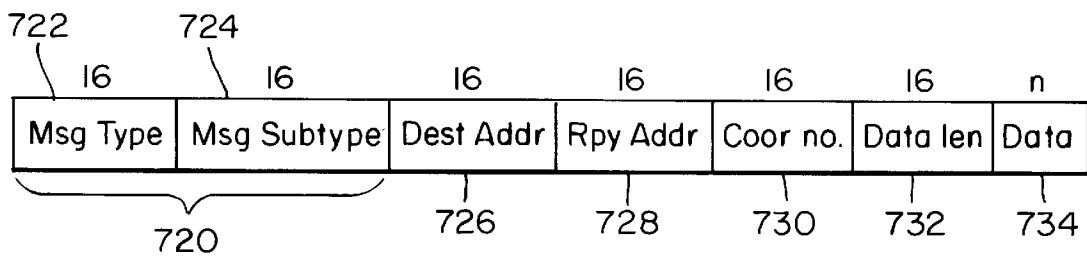 722 724
16 16 16 16 16 16 n
Msg Type Msg Subtype Dest Addr Rpy Addr Coor no. Data len Data
720 726 728 730 732 734